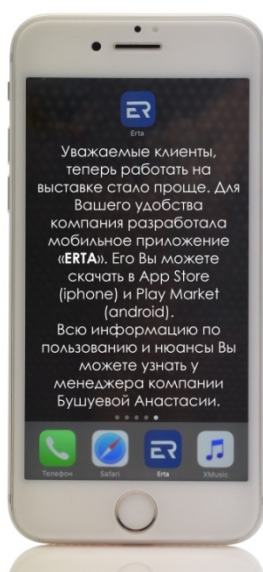 Erta
Уважаемые клиенты,
теперь работать на
выставке стало проще. Для
Вашего удобства
компания разработала
мобильное приложение
«ERTA». Его Вы можете
скачать в App Store
(iphone) и Play Market
(android).
Всю информацию по
пользованию и нюансы Вы
можете узнать у
менеджера компании
Бушуевой Анастасии.
Телефон Safari Erta XMusic